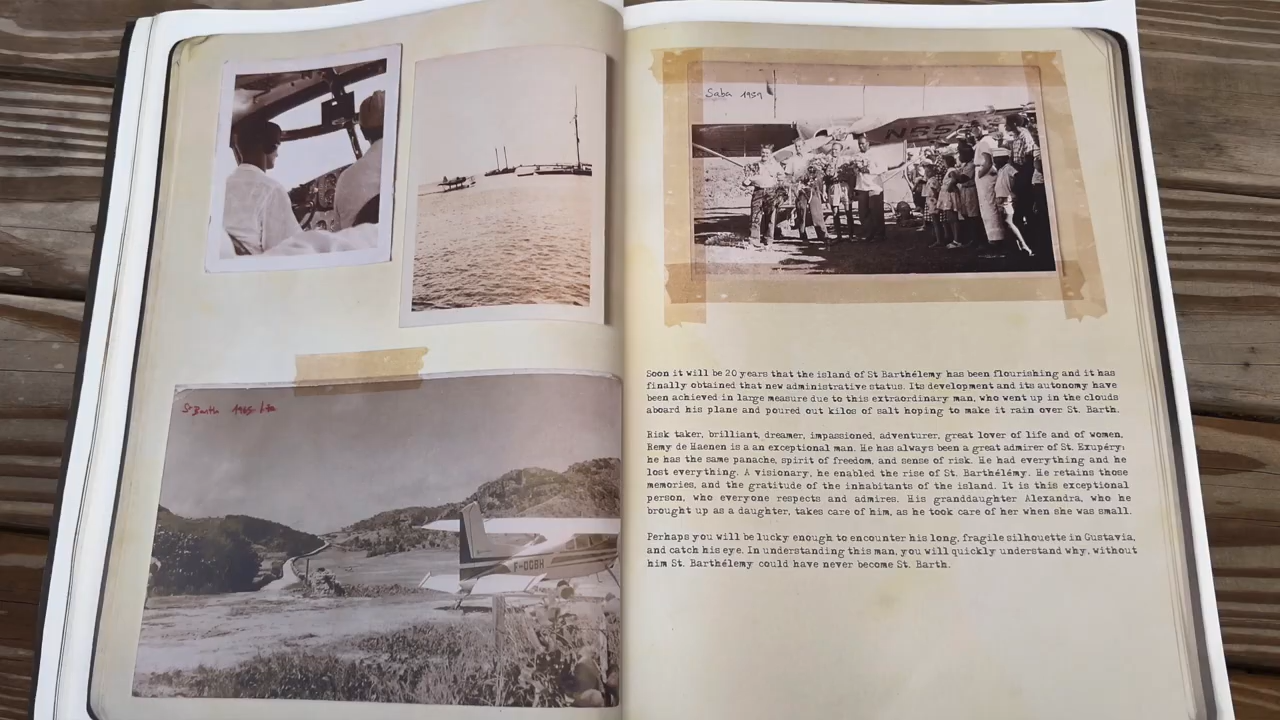 St Barth 1965
F-OGBH
Saba 1959
Soon it will be 20 years that the island of St Barthélemy has been flourishing and it has
finally obtained that new administrative status. Its development and its autonomy have
been achieved in large measure due to this extraordinary man, who went up in the clouds
aboard his plane and poured out kilos of salt hoping to make it rain over St. Barth.
Risk taker, brilliant, dreamer, impassioned, adventurer, great lover of life and of women,
Remy de Haenen is a an exceptional man. He has always been a great admirer of St. Exupéry;
he has the same panache, spirit of freedom, and sense of risk. He had everything and he
lost everything. A visionary, he enabled the rise of St. Barthélémy. He retains those
memories, and the gratitude of the inhabitants of the island. It is this exceptional
person, who everyone respects and admires. His granddaughter Alexandra, who he
brought up as a daughter, takes care of him, as he took care of her when she was small.
Perhaps you will be lucky enough to encounter his long, fragile silhouette in Gustavia,
and catch his eye. In understanding this man, you will quickly understand why, without
him St. Barthélemy could have never become St. Barth.